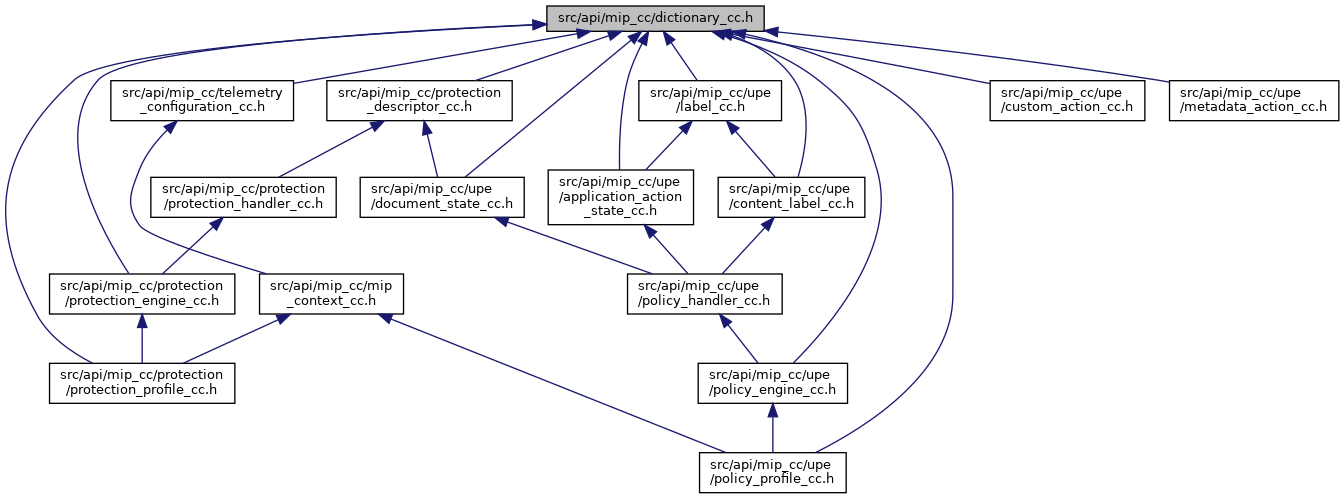 src/api/mip_cc/dictionary_cc.h
src/api/mip_cc/telemetry
_configuration_cc.h
src/api/mip_cc/protection
_descriptor_cc.h
src/api/mip_cc/upe
/label_cc.h
src/api/mip_cc/upe
/custom_action_cc.h
src/api/mip_cc/upe
/metadata_action_cc.h
src/api/mip_cc/protection
/protection_handler_cc.h
src/api/mip_cc/upe
/document_state_cc.h
src/api/mip_cc/upe
/application_action
_state_cc.h
src/api/mip_cc/upe
/content_label_cc.h
src/api/mip_cc/protection
/protection_engine_cc.h
src/api/mip_cc/mip
_context_cc.h
src/api/mip_cc/upe
/policy_handler_cc.h
src/api/mip_cc/protection
/protection_profile_cc.h
src/api/mip_cc/upe
/policy_engine_cc.h
src/api/mip_cc/upe
/policy_profile_cc.h